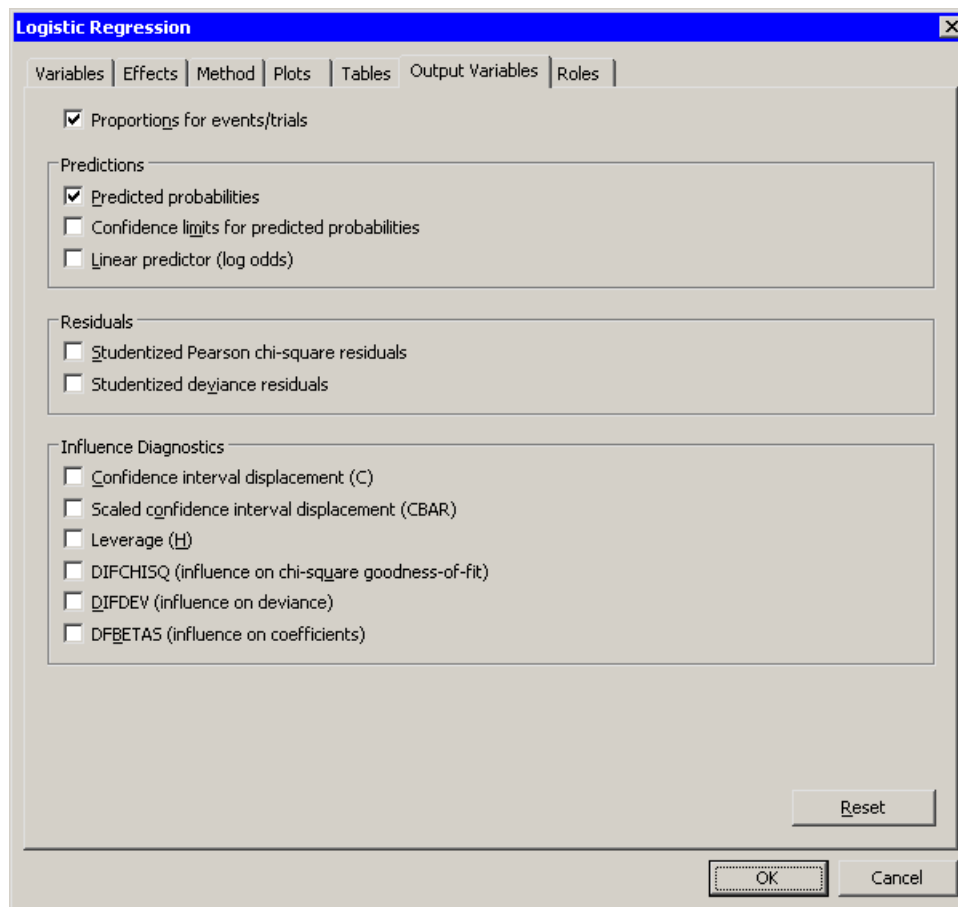 Logistic Regression
Variables Effects Method Plots Tables Output Variables Roles
Proportions for events/trials
Predictions
Predicted probabilities
Confidence limits for predicted probabilities
Linear predictor (log odds)
Residuals
Studentized Pearson chi-square residuals
Studentized deviance residuals
Influence Diagnostics
Confidence interval displacement (C)
Scaled confidence interval displacement (CBAR)
Leverage (H)
DIFCHISQ (influence on chi-square goodness-of-fit)
DIFDEV (influence on deviance)
DFBETAS (influence on coefficients)
Reset
OK Cancel